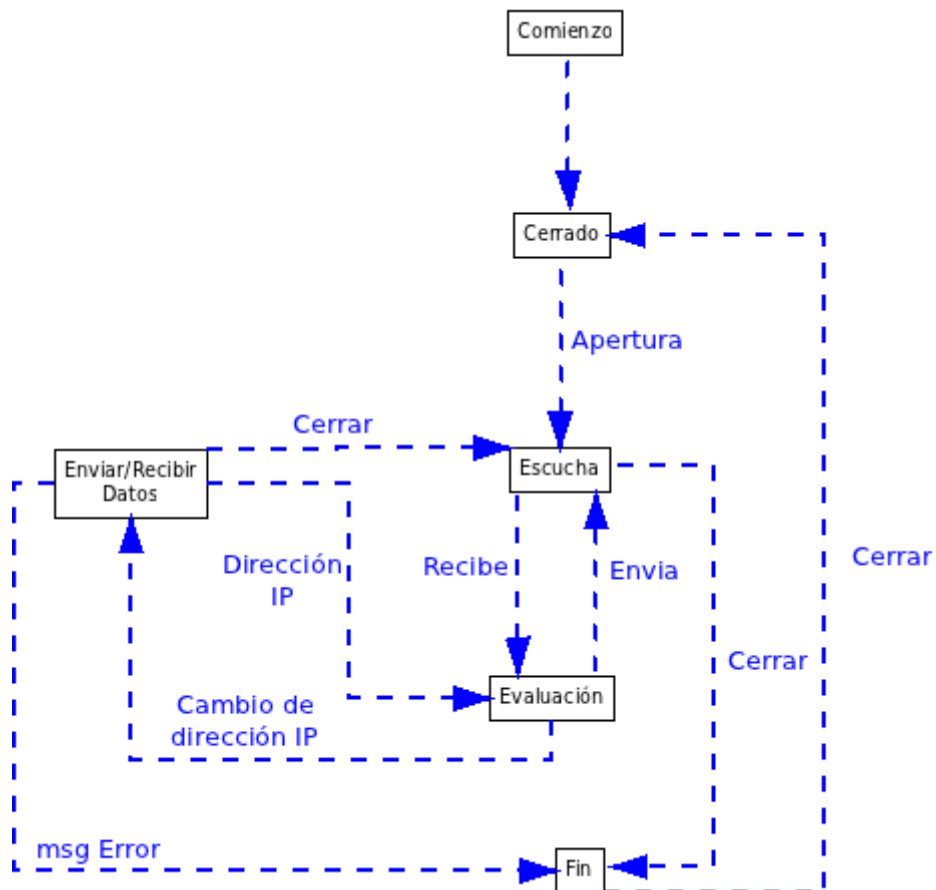 Comienzo
Cerrado
Apertura
Cerrar
Enviar/Recibir
Datos
Escucha
Dirección
IP
Recibe
Envia
Cerrar
Cerrar
Evaluación
Cambio de
dirección IP
msg Error
Fin